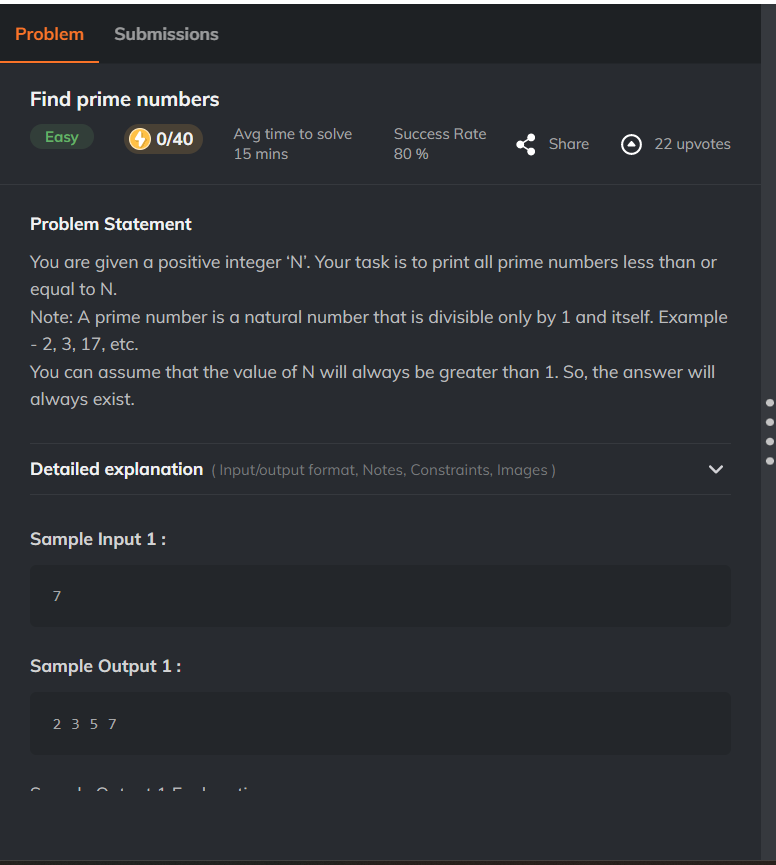 Problem Submissions
Find prime numbers
Easy 0/40 Avg time to solve Success Rate Share 22 upvotes
15 mins 80 %
Problem Statement
You are given a positive integer ‘N’. Your task is to print all prime numbers less than or
equal to N.
Note: A prime number is a natural number that is divisible only by 1 and itself. Example
- 2, 3, 17, etc.
You can assume that the value of N will always be greater than 1. So, the answer will
always exist.
Detailed explanation ( Input/output format, Notes, Constraints, Images )
Sample Input 1 :
7
Sample Output 1 :
2 3 5 7